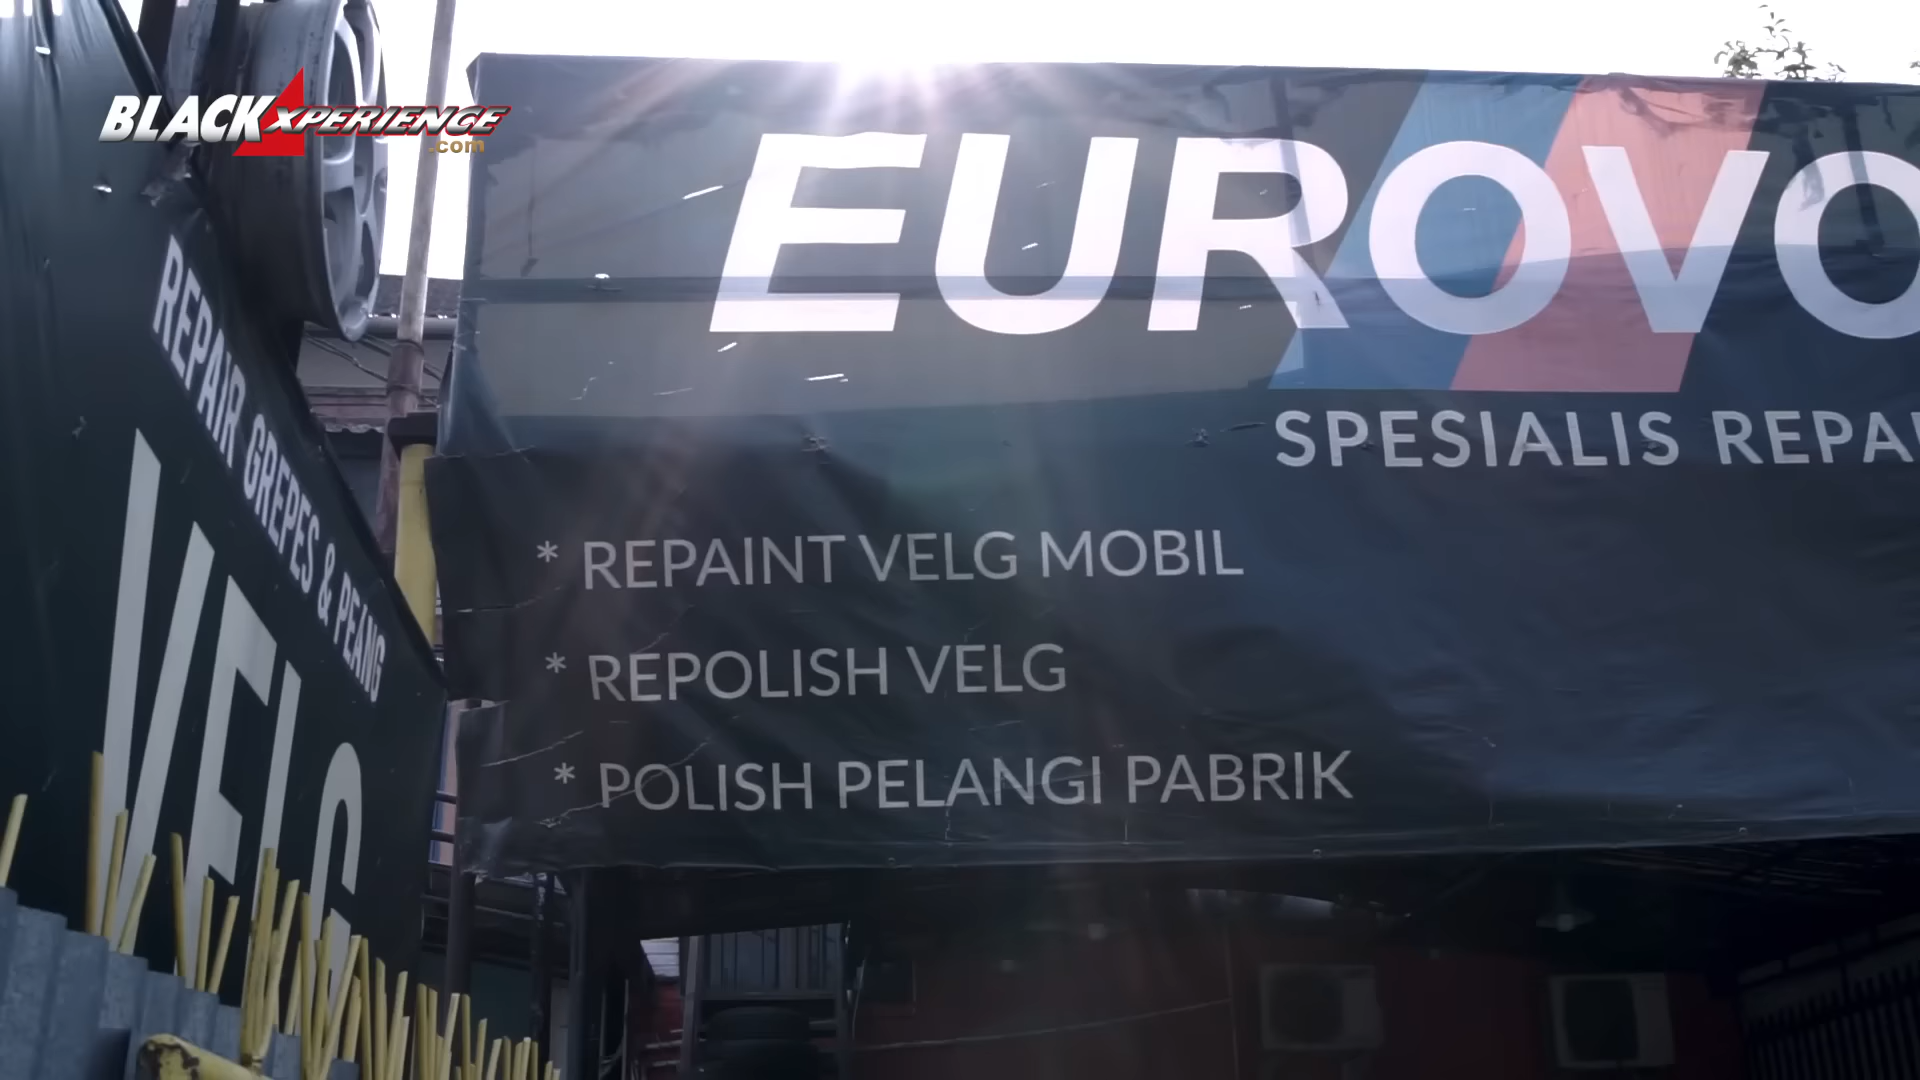 BLACKXPERIENCE
.com
EUROVO
SPESIALIS REPA
* REPAINT VELG MOBIL
* REPOLISH VELG
* POLISH PELANGI PABRIK
REPAIR GREPES & PEANG
VELG